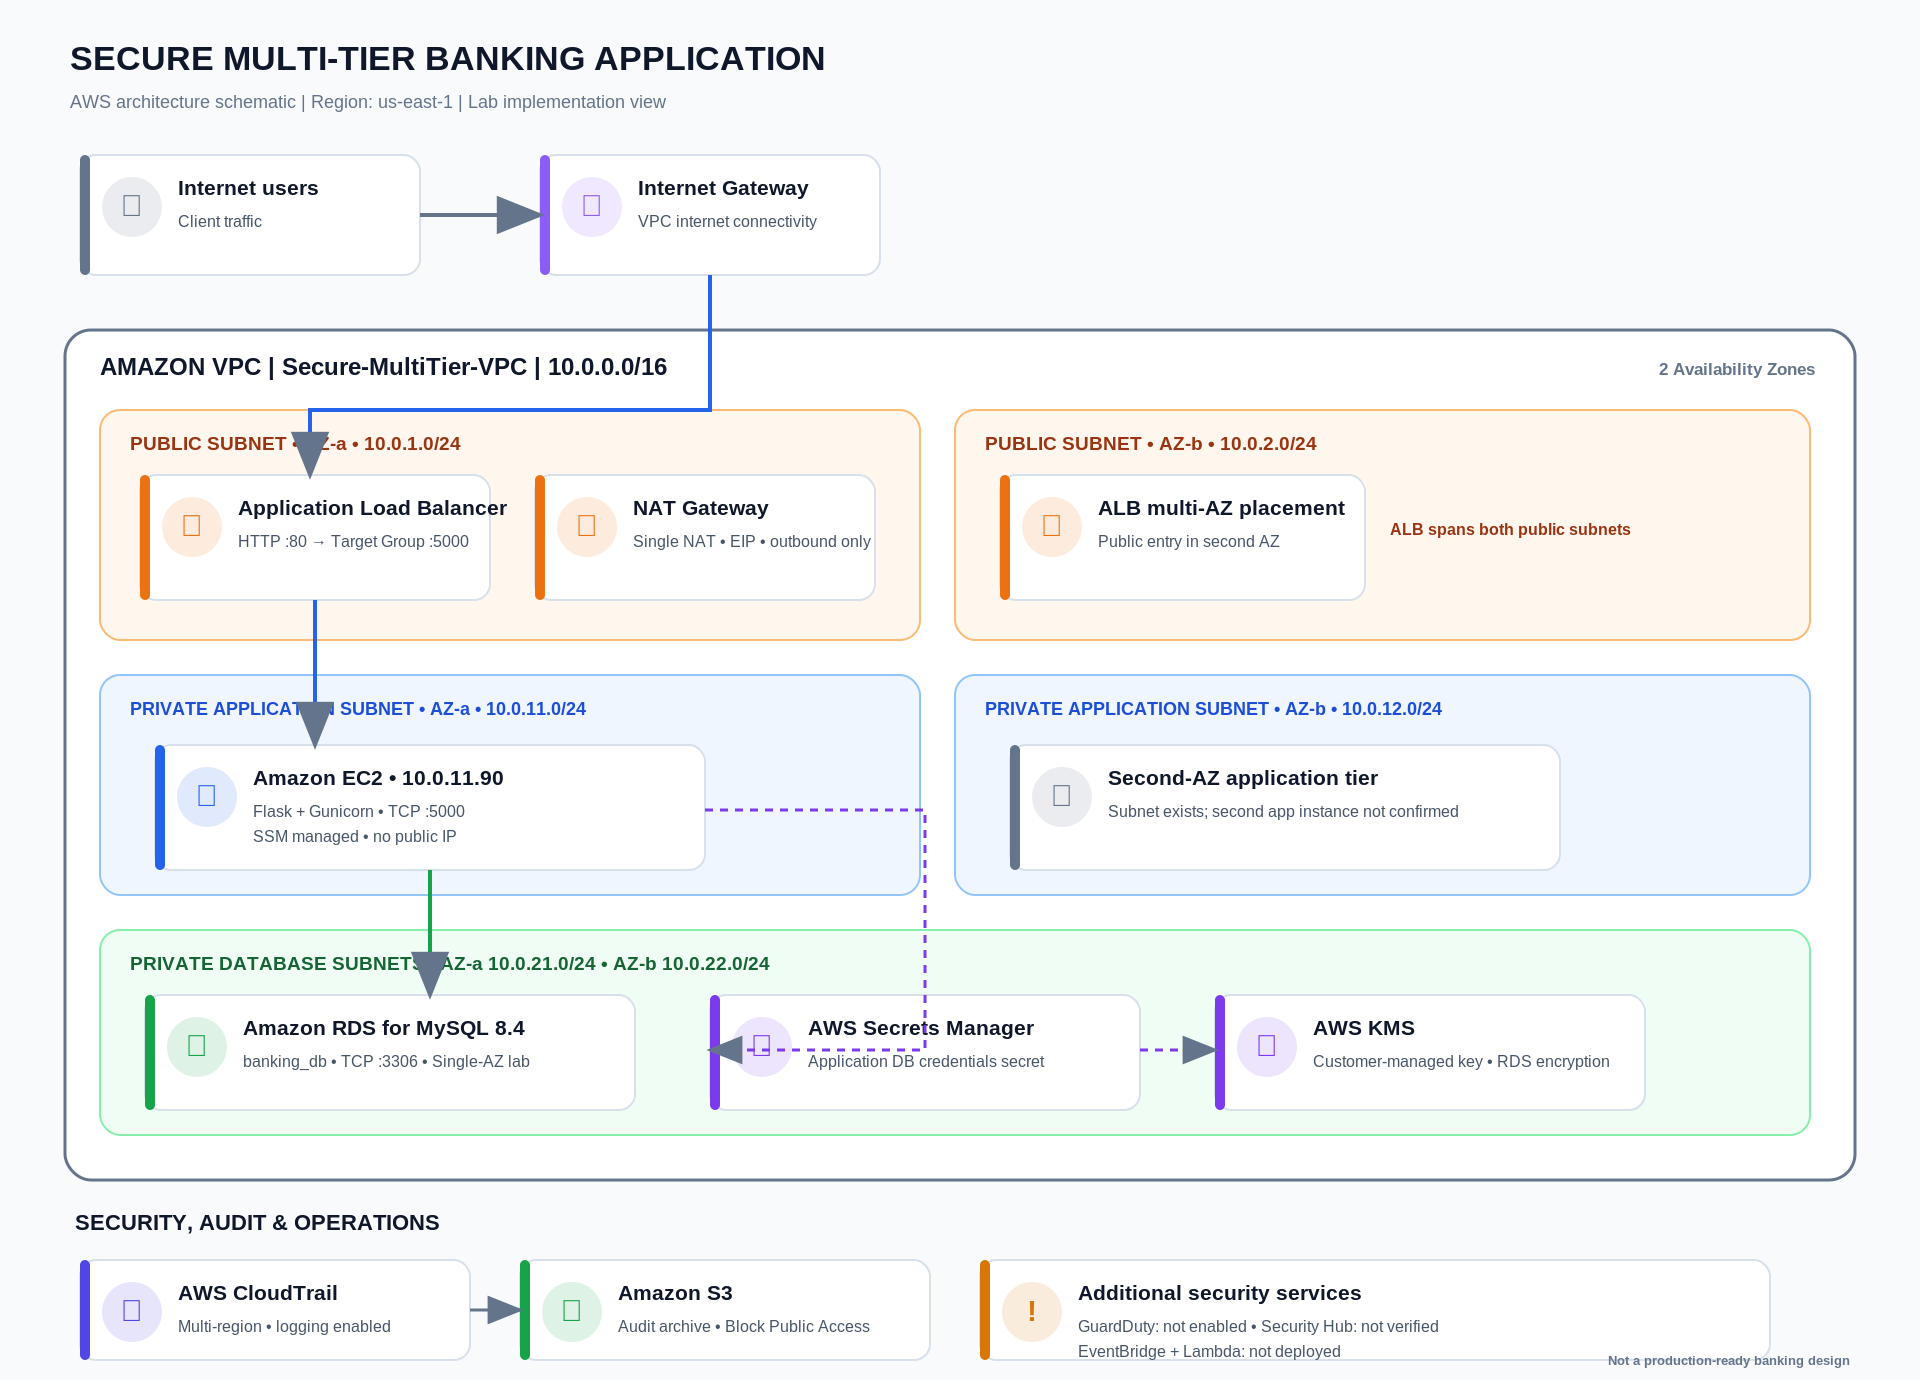 SECURE MULTI-TIER BANKING APPLICATION
AWS architecture schematic | Region: us-east-1 | Lab implementation view
Internet users
Client traffic
Internet Gateway
VPC internet connectivity
AMAZON VPC | Secure-MultiTier-VPC | 10.0.0.0/16
2 Availability Zones
PUBLIC SUBNET • AZ-a • 10.0.1.0/24
Application Load Balancer
HTTP :80 → Target Group :5000
NAT Gateway
Single NAT • EIP • outbound only
PUBLIC SUBNET • AZ-b • 10.0.2.0/24
ALB multi-AZ placement
Public entry in second AZ
ALB spans both public subnets
PRIVATE APPLICATION SUBNET • AZ-a • 10.0.11.0/24
Amazon EC2 • 10.0.11.90
Flask + Gunicorn • TCP :5000
SSM managed • no public IP
PRIVATE APPLICATION SUBNET • AZ-b • 10.0.12.0/24
Second-AZ application tier
Subnet exists; second app instance not confirmed
PRIVATE DATABASE SUBNETS • AZ-a 10.0.21.0/24 • AZ-b 10.0.22.0/24
Amazon RDS for MySQL 8.4
banking_db • TCP :3306 • Single-AZ lab
AWS Secrets Manager
Application DB credentials secret
AWS KMS
Customer-managed key • RDS encryption
SECURITY, AUDIT & OPERATIONS
AWS CloudTrail
Multi-region • logging enabled
Amazon S3
Audit archive • Block Public Access
!
Additional security services
GuardDuty: not enabled • Security Hub: not verified
EventBridge + Lambda: not deployed
Not a production-ready banking design